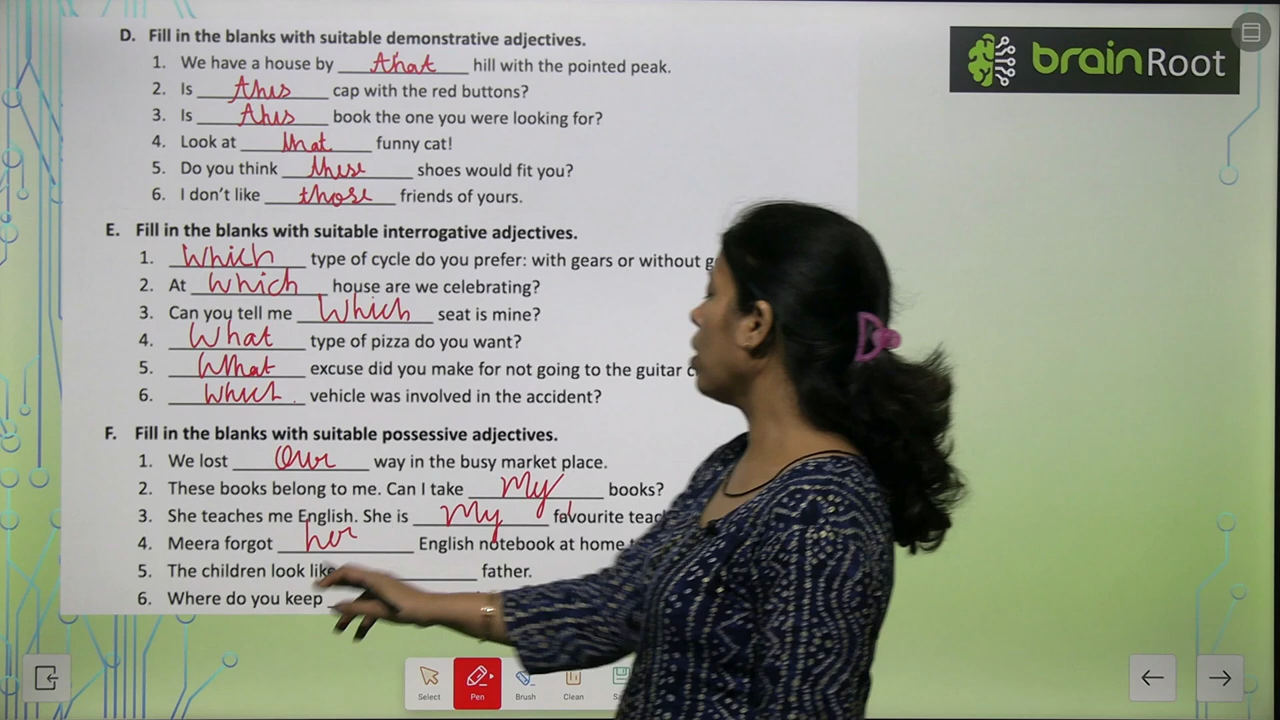 D. Fill in the blanks with suitable demonstrative adjectives.
1. We have a house by that hill with the pointed peak.
2. Is this cap with the red buttons?
3. Is this book the one you were looking for?
4. Look at that funny cat!
5. Do you think these shoes would fit you?
6. I don't like those friends of yours.
E. Fill in the blanks with suitable interrogative adjectives.
1. Which type of cycle do you prefer: with gears or without
2. At which house are we celebrating?
3. Can you tell me Which seat is mine?
4. What type of pizza do you want?
5. What excuse did you make for not going to the guitar
6. Which vehicle was involved in the accident?
F. Fill in the blanks with suitable possessive adjectives.
1. We lost our way in the busy market place.
2. These books belong to me. Can I take my books?
3. She teaches me English. She is my favourite
4. Meera forgot her English notebook at home
5. The children look like father.
6. Where do you keep
brainRoot
Select
Pen
Brush
Clean